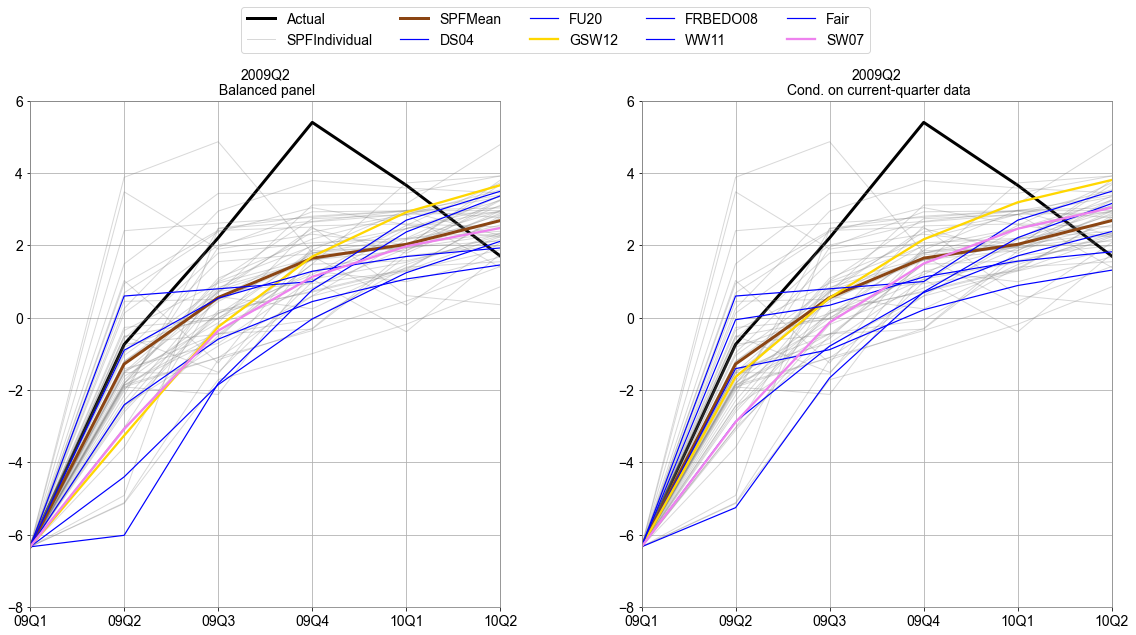 Actual SPFMean FU20 FRBEDO08 Fair
SPFIndividual DS04 GSW12 WW11 SW07
2009Q2
Balanced panel
6
4
2
0
−2
−4
−6
−8
09Q1 09Q2 09Q3 09Q4 10Q1 10Q2
2009Q2
Cond. on current-quarter data
6
4
2
0
−2
−4
−6
−8
09Q1 09Q2 09Q3 09Q4 10Q1 10Q2